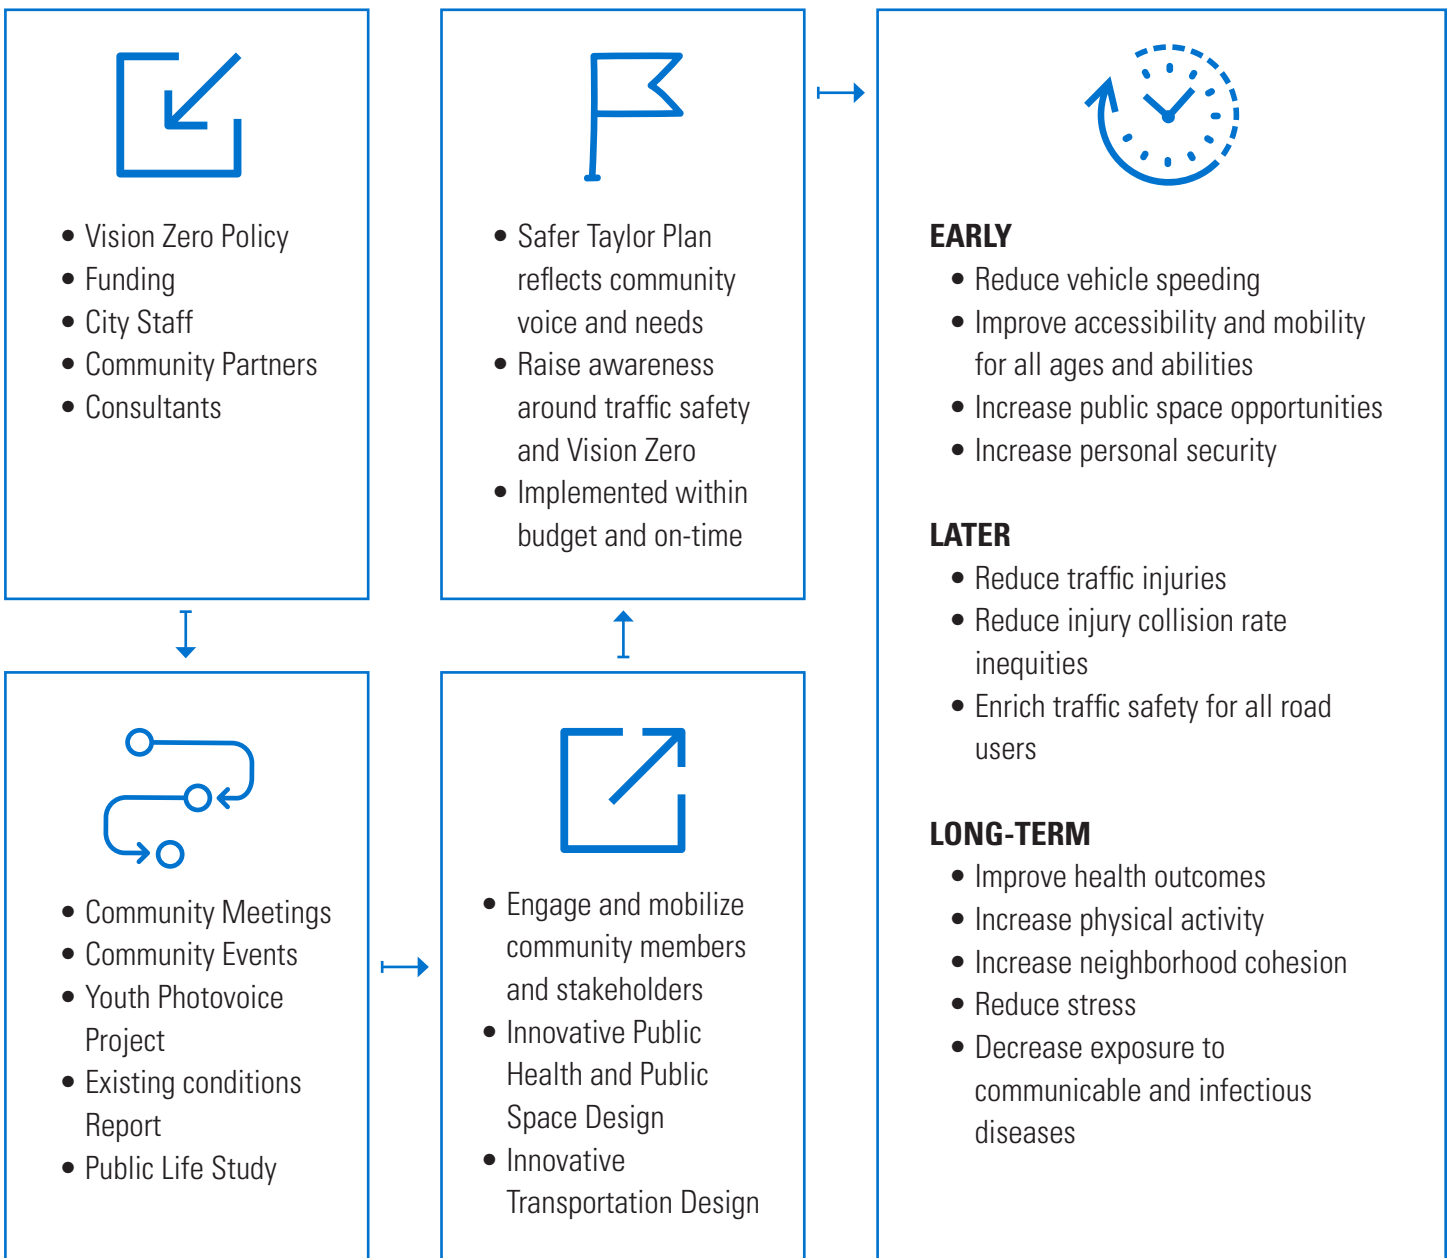 • Vision Zero Policy
• Funding
• City Staff
• Community Partners
• Consultants
• Community Meetings
• Community Events
• Youth Photovoice
Project
• Existing conditions
Report
• Public Life Study
• Engage and mobilize
community members
and stakeholders
• Innovative Public
Health and Public
Space Design
• Innovative
Transportation Design
• Safer Taylor Plan
reflects community
voice and needs
• Raise awareness
around traffic safety
and Vision Zero
• Implemented within
budget and on-time
EARLY
• Reduce vehicle speeding
• Improve accessibility and mobility
for all ages and abilities
• Increase public space opportunities
• Increase personal security
LATER
• Reduce traffic injuries
• Reduce injury collision rate
inequities
• Enrich traffic safety for all road
users
LONG-TERM
• Improve health outcomes
• Increase physical activity
• Increase neighborhood cohesion
• Reduce stress
• Decrease exposure to
communicable and infectious
diseases